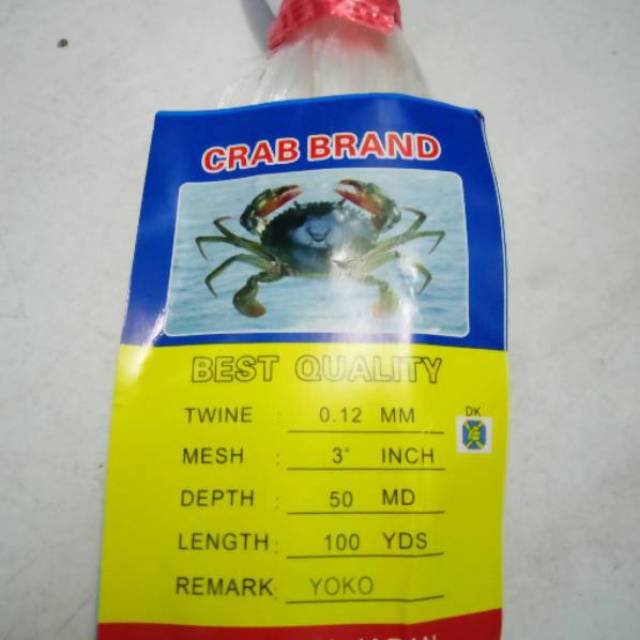 CRAB BRAND
BEST QUALITY
TWINE : 0.12 MM
DK
MESH : 3" INCH
DEPTH : 50 MD
LENGTH : 100 YDS
REMARK : YOKO